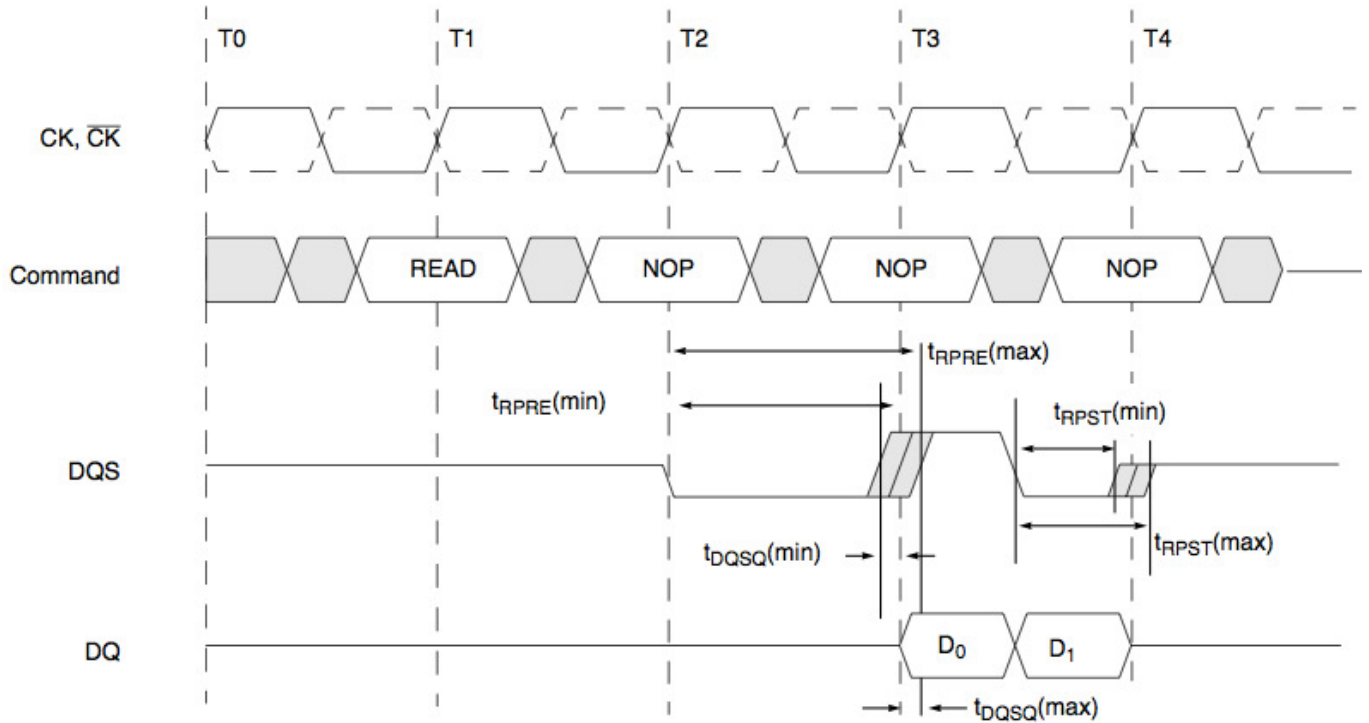 T0 T1 T2 T3 T4
CK, C̅K̅
Command READ NOP NOP NOP
tRPRE(max)
tRPRE(min) tRPST(min)
DQS
tDQSQ(min) tRPST(max)
DQ D0 D1
tDQSQ(max)